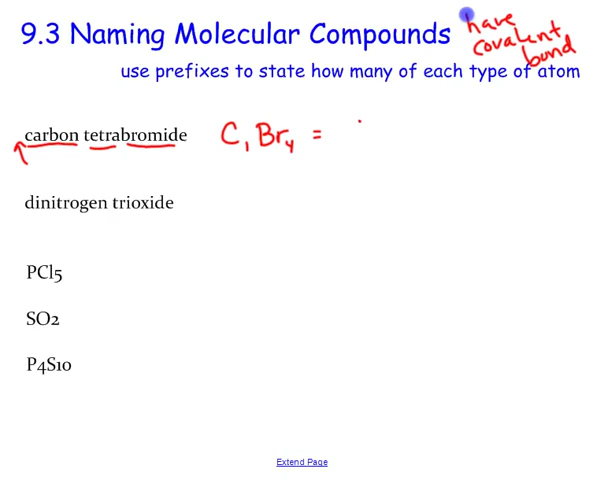 9.3 Naming Molecular Compounds
have
covalent
bond
use prefixes to state how many of each type of atom
carbon tetrabromide C1Br4 =
dinitrogen trioxide
PCl5
SO2
P4S10
Extend Page